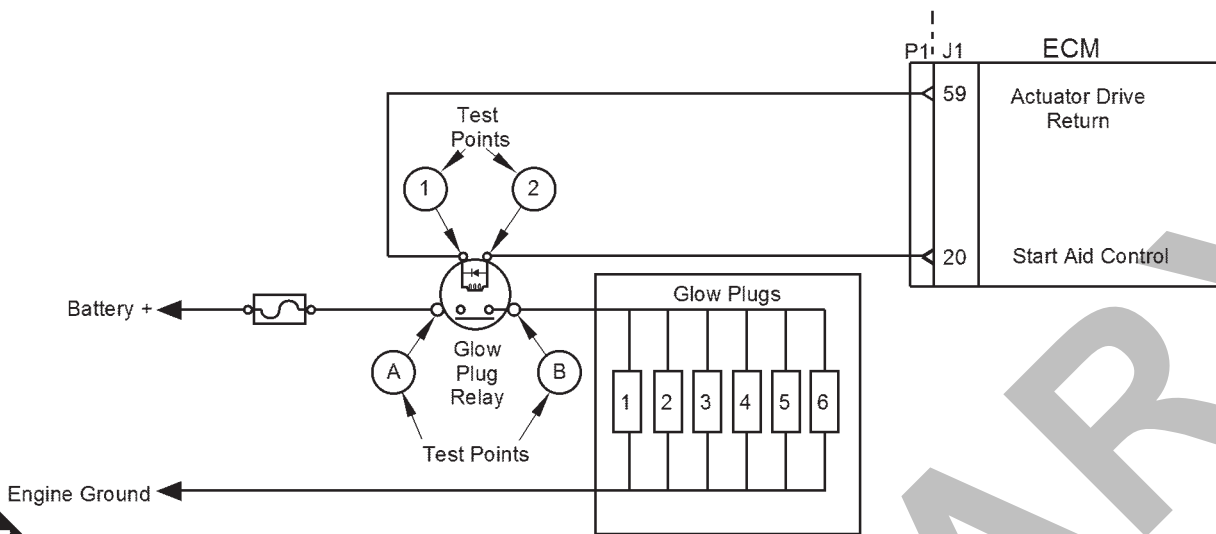 P1 J1 ECM
59 Actuator Drive
Return
Test
Points
1 2
20 Start Aid Control
Glow Plugs
Battery +
A Glow B
Plug
Relay
1 2 3 4 5 6
Test Points
Engine Ground